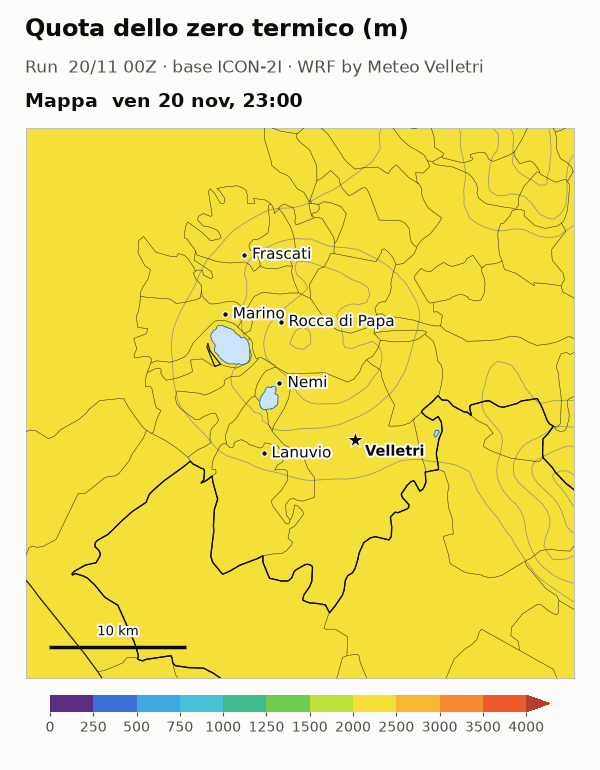 Quota dello zero termico (m)
Run  20/11 00Z · base ICON-2I · WRF by Meteo Velletri
Mappa  ven 20 nov, 23:00
Frascati
Marino
Rocca di Papa
Nemi
Velletri
Lanuvio
10 km
0 250 500 750 1000 1250 1500 2000 2500 3000 3500 4000